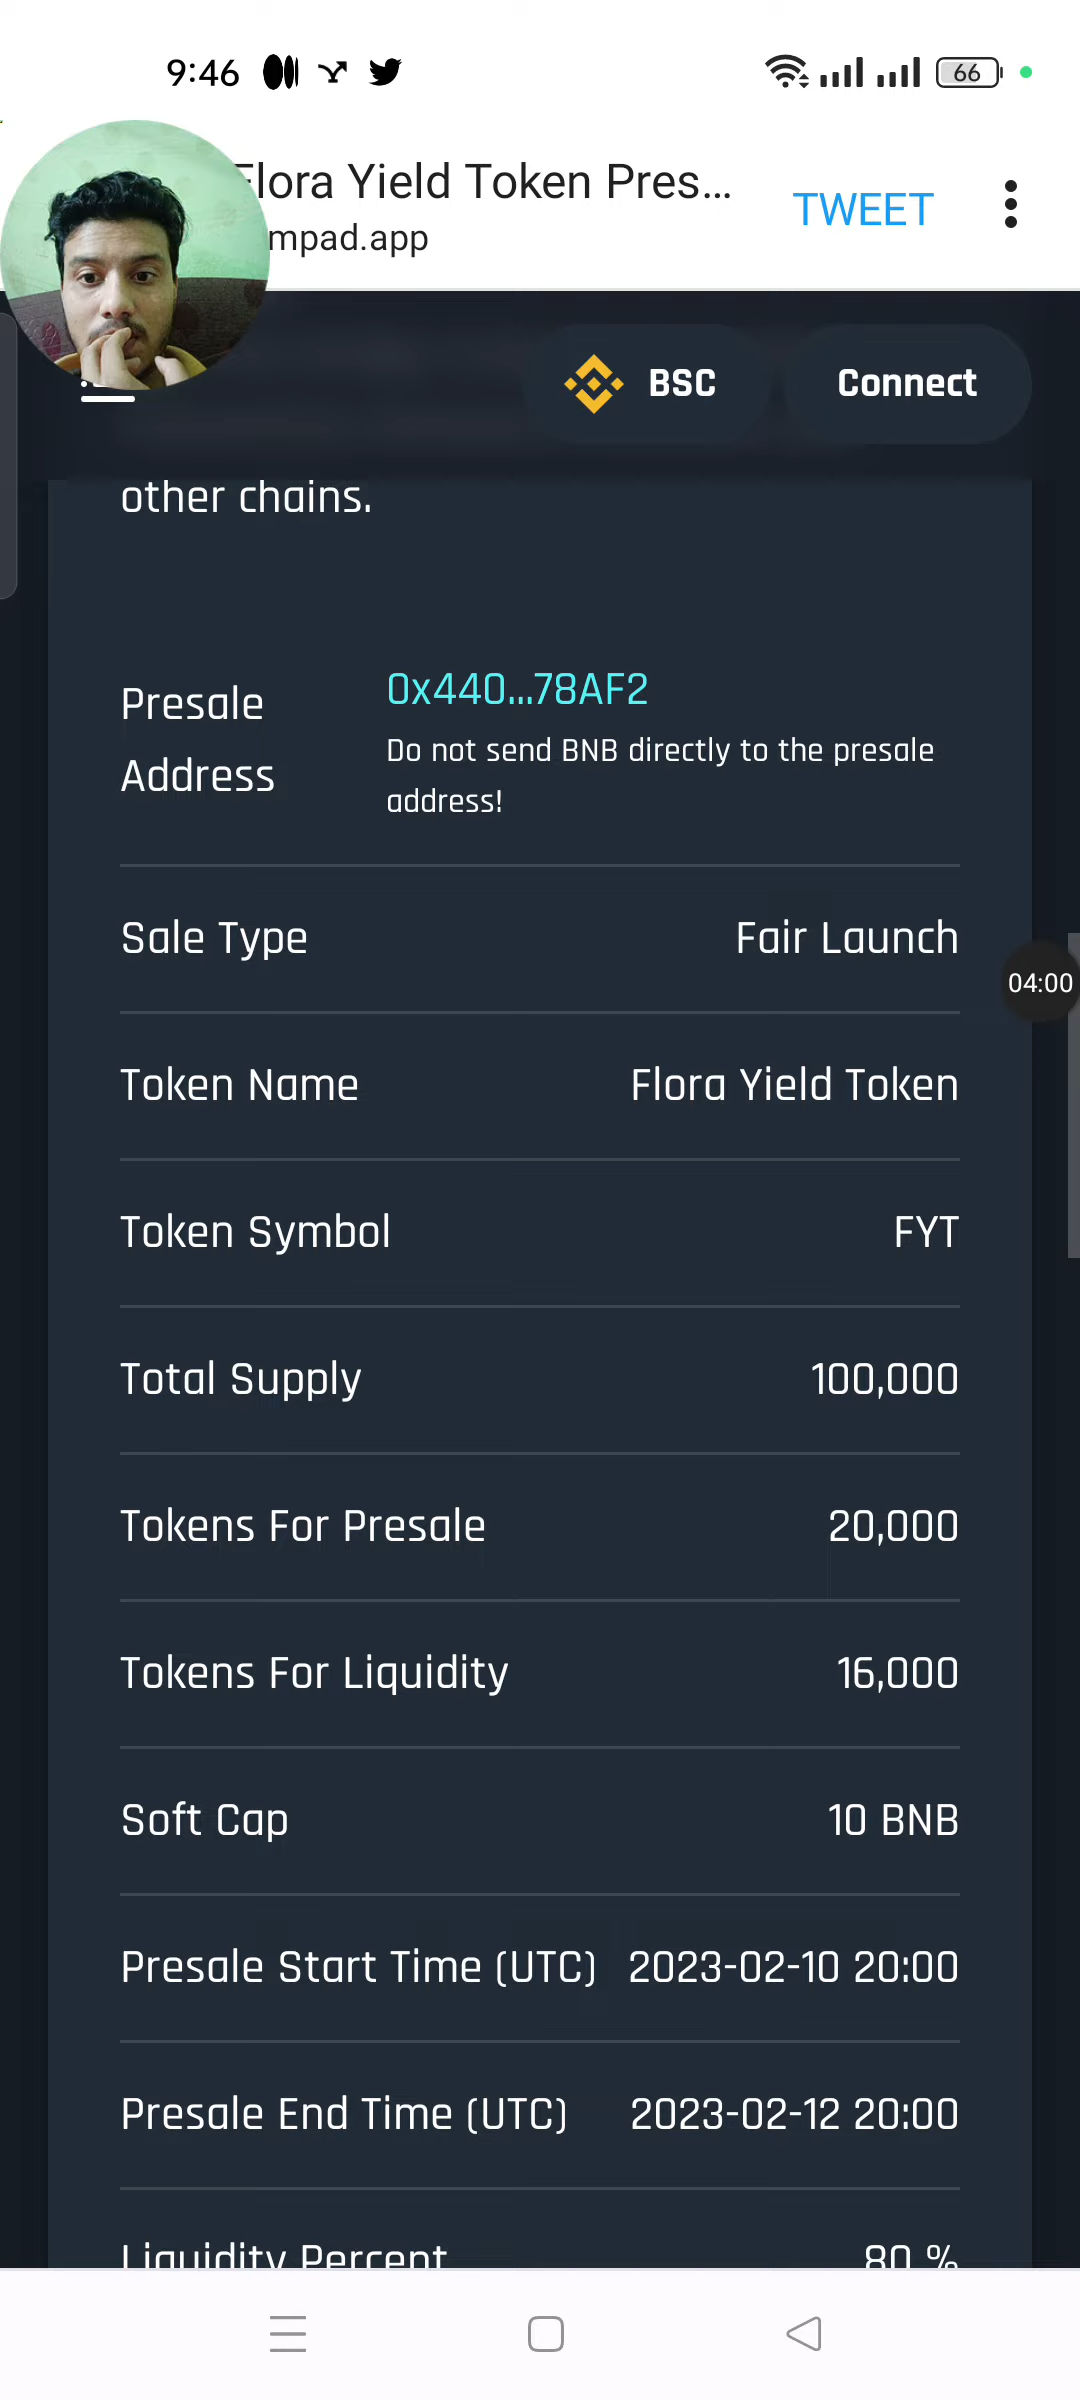 9:46
66
Flora Yield Token Pres...
mpad.app
TWEET
BSC
Connect
other chains.
Presale
Address
0x440...78AF2
Do not send BNB directly to the presale
address!
Sale Type
Fair Launch
04:00
Token Name
Flora Yield Token
Token Symbol
FYT
Total Supply
100,000
Tokens For Presale
20,000
Tokens For Liquidity
16,000
Soft Cap
10 BNB
Presale Start Time (UTC)
2023-02-10 20:00
Presale End Time (UTC)
2023-02-12 20:00
Liquidity Percent
80 %